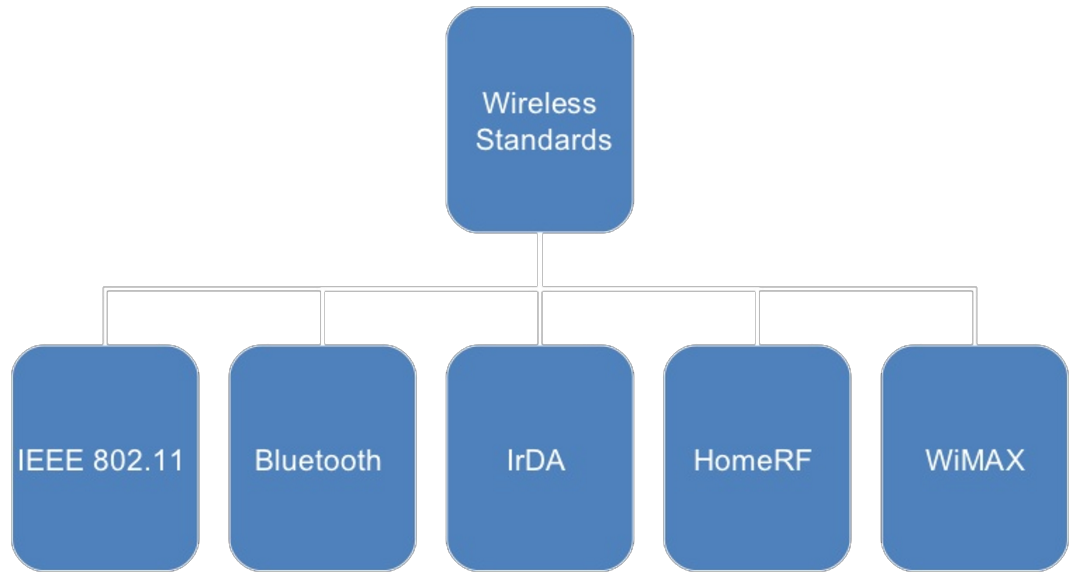 Wireless
Standards
IEEE 802.11
Bluetooth
IrDA
HomeRF
WiMAX